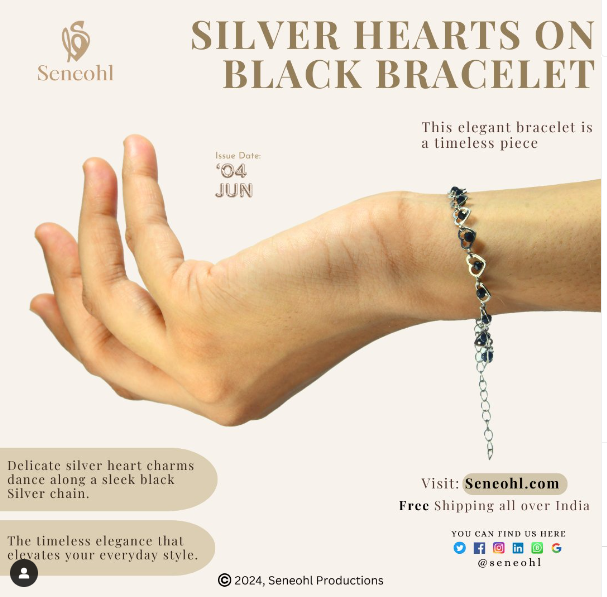 Seneohl
SILVER HEARTS ON
BLACK BRACELET
This elegant bracelet is
a timeless piece
Issue Date:
‘04
JUN
Delicate silver heart charms
dance along a sleek black
Silver chain.
The timeless elegance that
elevates your everyday style.
Visit: Seneohl.com
Free Shipping all over India
YOU CAN FIND US HERE
@seneohl
© 2024, Seneohl Productions